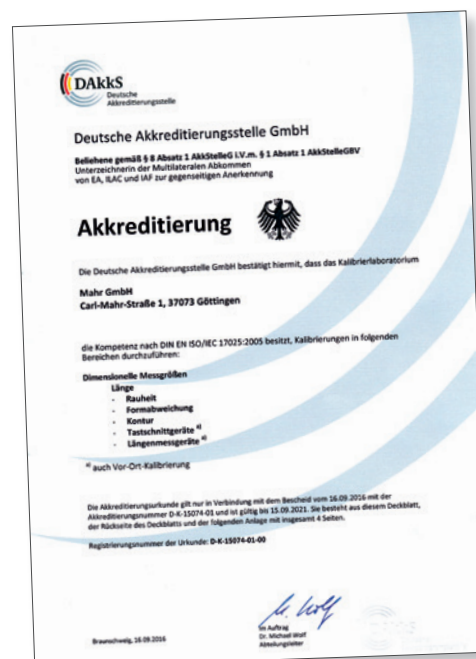 DAkkS
Deutsche
Akkreditierungsstelle
Deutsche Akkreditierungsstelle GmbH
Beliehene gemäß § 8 Absatz 1 AkkStelleG i.V.m. § 1 Absatz 1 AkkStelleGBV
Unterzeichnerin der Multilateralen Abkommen
von EA, ILAC und IAF zur gegenseitigen Anerkennung
Akkreditierung
Die Deutsche Akkreditierungsstelle GmbH bestätigt hiermit, dass das Kalibrierlaboratorium
Mahr GmbH
Carl-Mahr-Straße 1, 37073 Göttingen
die Kompetenz nach DIN EN ISO/IEC 17025:2005 besitzt, Kalibrierungen in folgenden
Bereichen durchzuführen:
Dimensionelle Messgrößen
Länge
- Rauheit
- Formabweichung
- Kontur
- Tastschnittgeräte a)
- Längenmessgeräte a)
a) auch Vor-Ort-Kalibrierung
Die Akkreditierungsurkunde gilt nur in Verbindung mit dem Bescheid vom 16.09.2016 mit der
Akkreditierungsnummer D-K-15074-01 und ist gültig bis 15.09.2021. Sie besteht aus diesem Deckblatt,
der Rückseite des Deckblatts und der folgenden Anlage mit insgesamt 4 Seiten.
Registrierungsnummer der Urkunde: D-K-15074-01-00
M. Wolf
Im Auftrag
Dr. Michael Wolf
Abteilungsleiter
Braunschweig, 16.09.2016